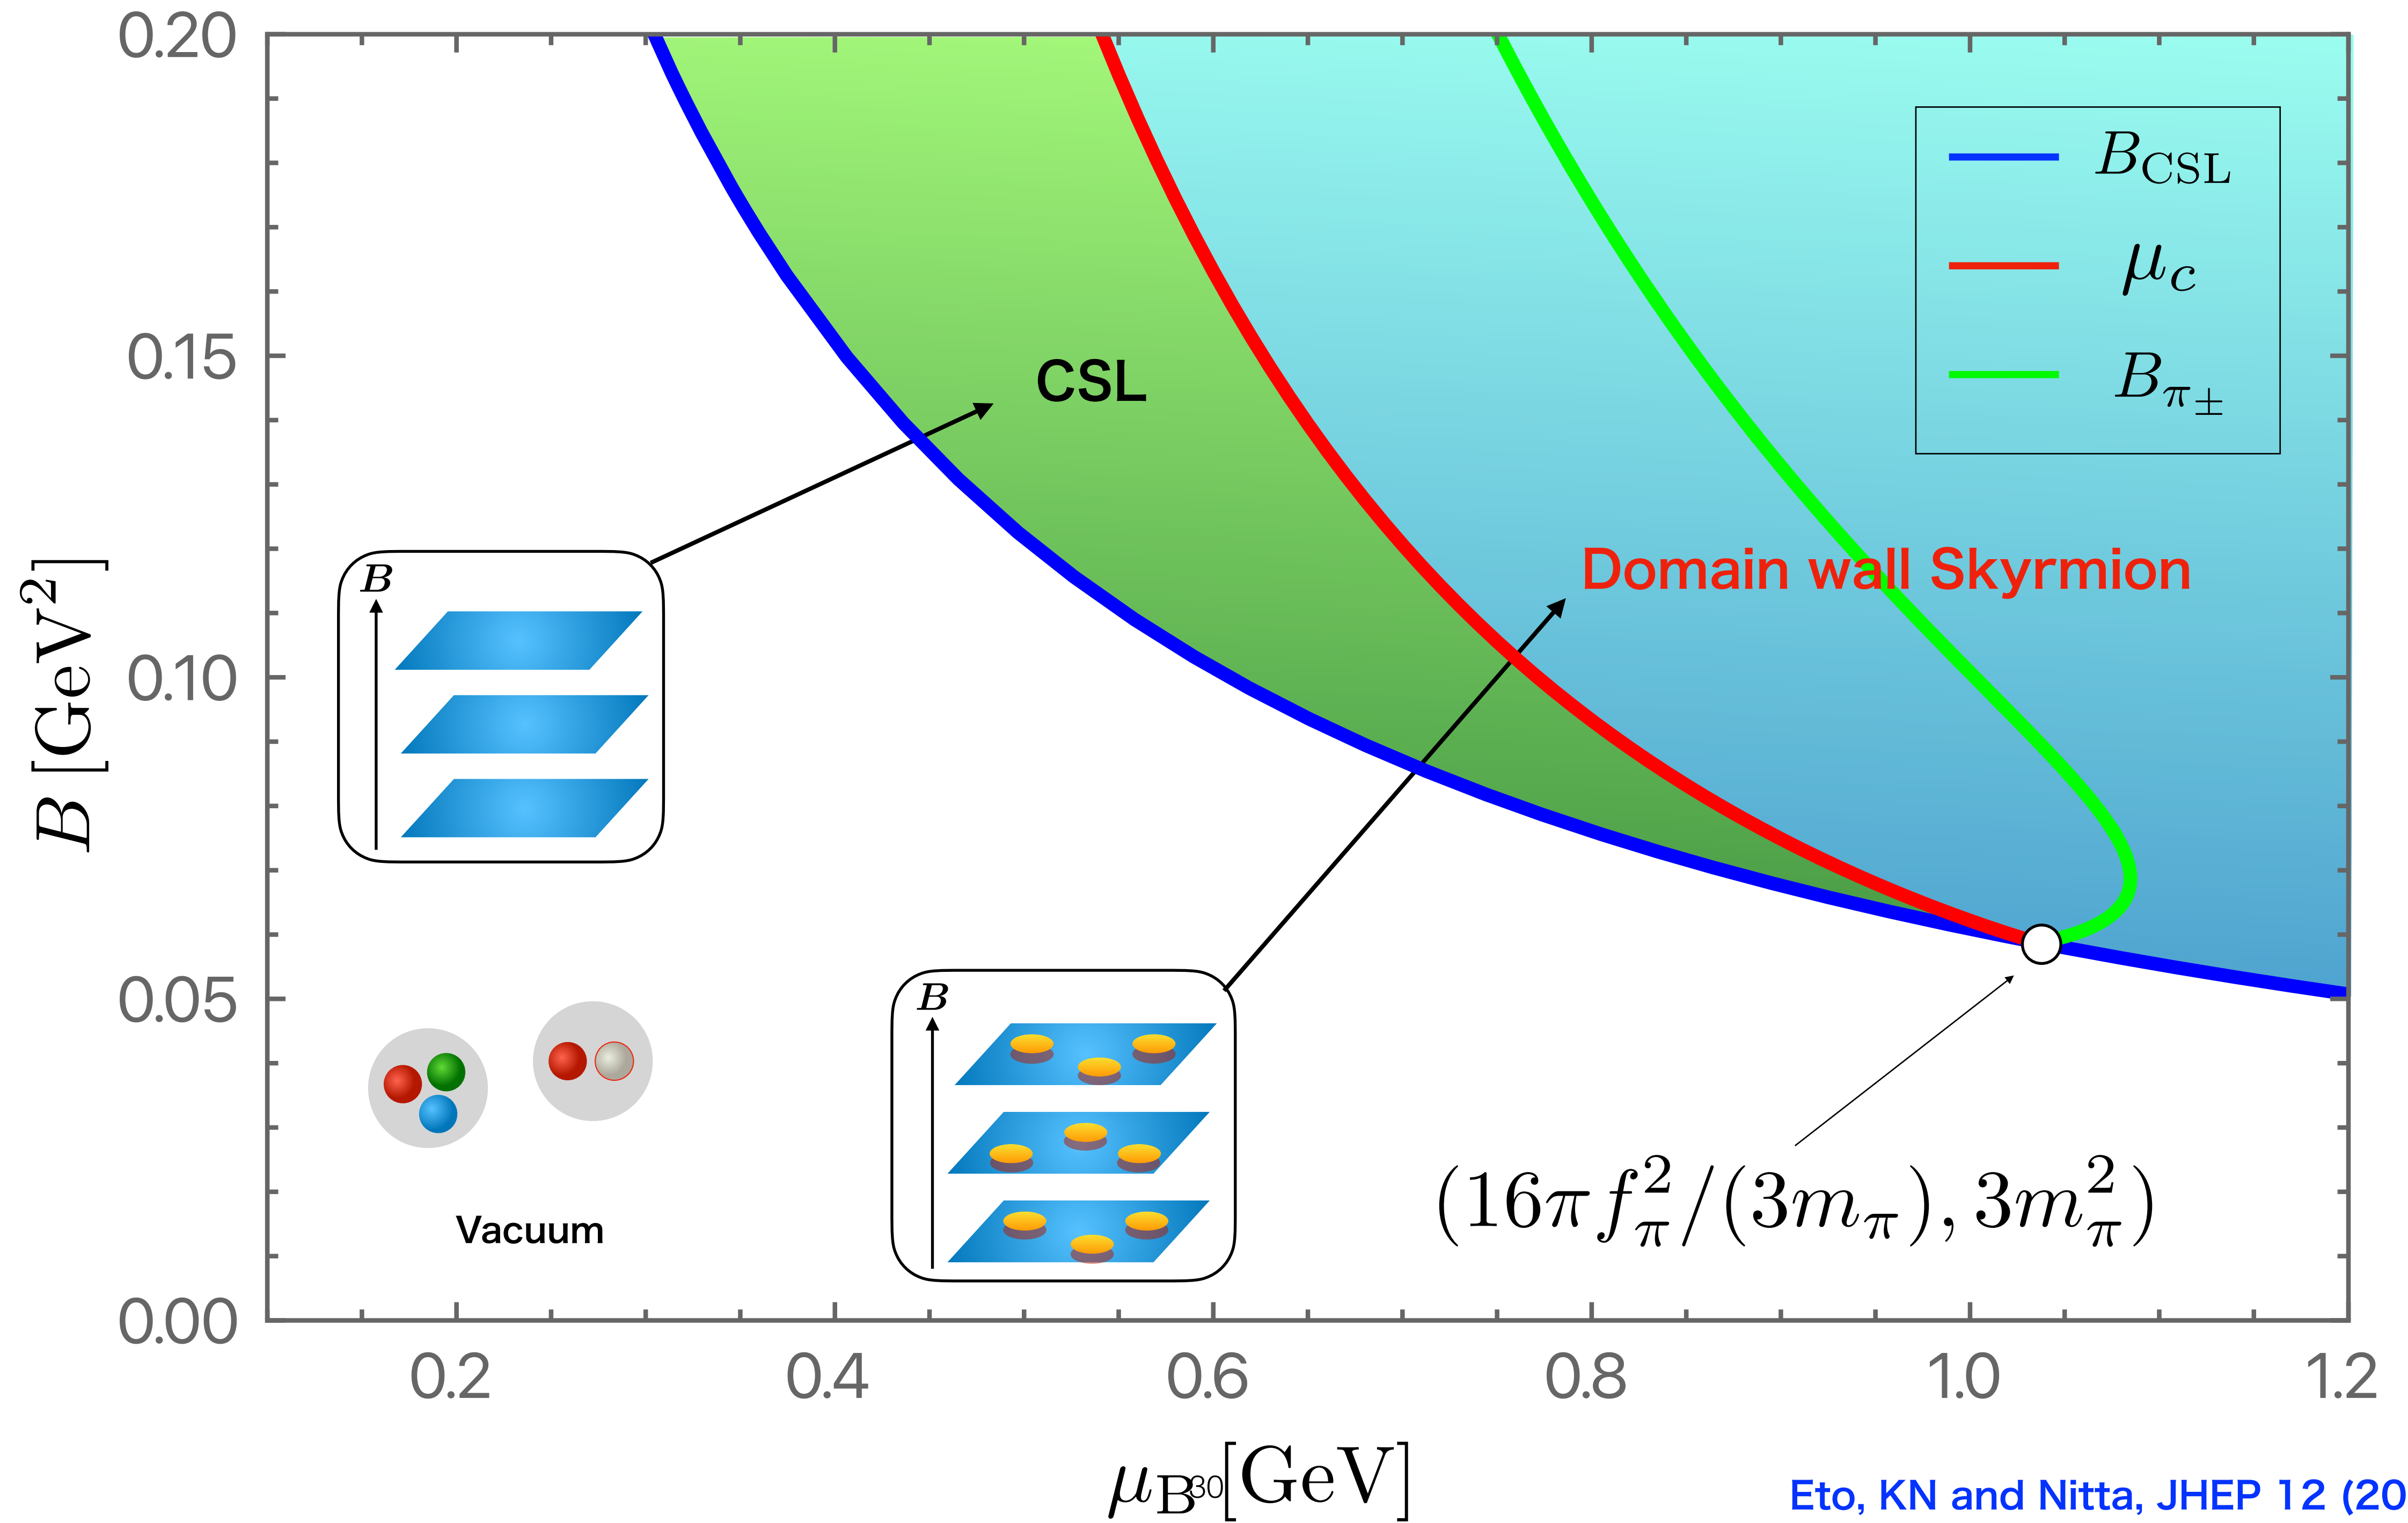 0.20
0.15
0.10
0.05
0.00
B [GeV²]
B_CSL
μ_c
B_π±
CSL
Domain wall Skyrmion
B
B
Vacuum
(16πf_π²/(3m_π), 3m_π²)
0.2 0.4 0.6 0.8 1.0 1.2
μ_B [GeV]
30
Eto, KN and Nitta, JHEP 12 (20